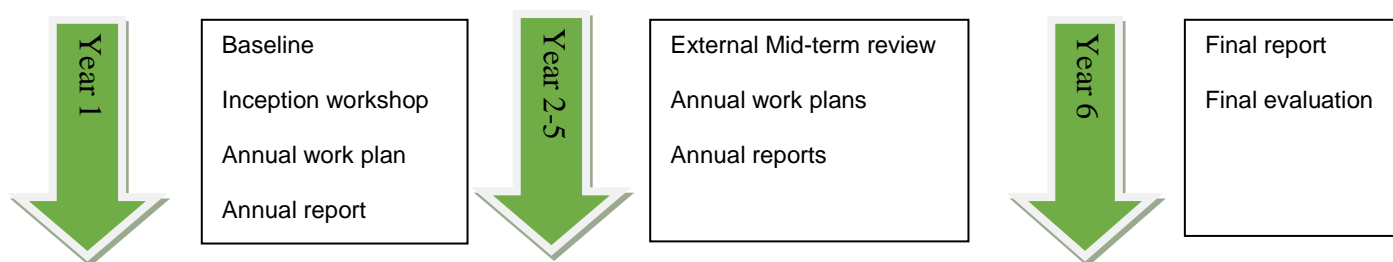 Year 1
Baseline
Inception workshop
Annual work plan
Annual report
Year 2-5
External Mid-term review
Annual work plans
Annual reports
Year 6
Final report
Final evaluation